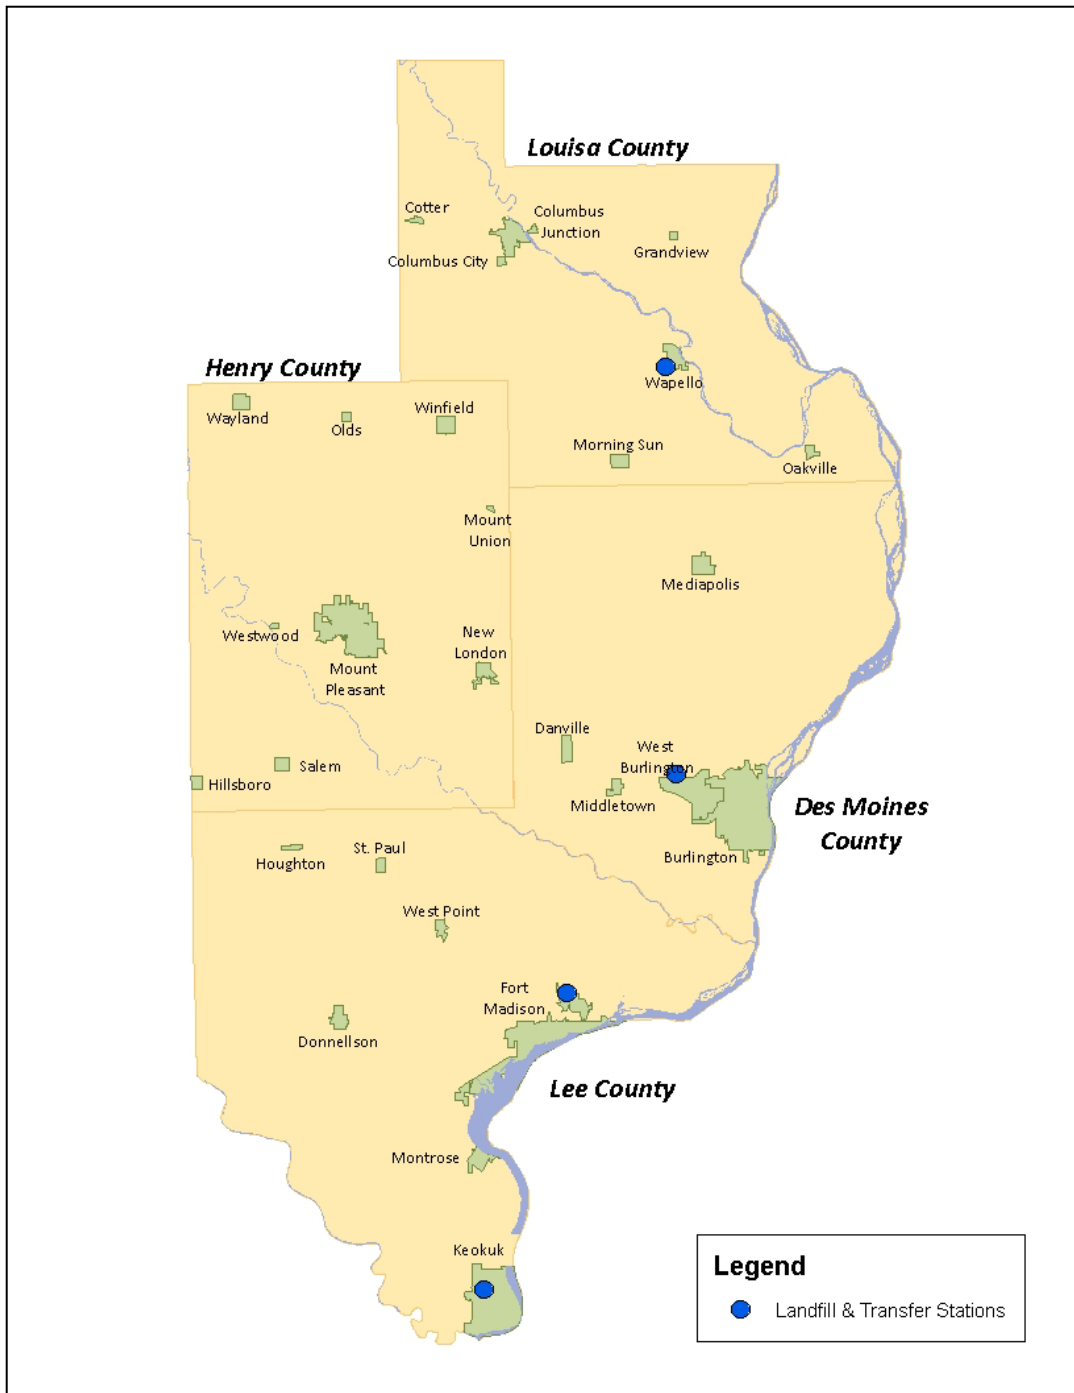 Louisa County
Cotter
Columbus
Junction
Columbus City
Grandview
Henry County
Wapello
Wayland
Olds
Winfield
Morning Sun
Oakville
Mount
Union
Mediapolis
Westwood
Mount
Pleasant
New
London
Danville
West
Burlington
Salem
Hillsboro
Middletown
Des Moines
County
Burlington
Houghton
St. Paul
West Point
Fort
Madison
Donnellson
Lee County
Montrose
Keokuk
Legend
Landfill & Transfer Stations